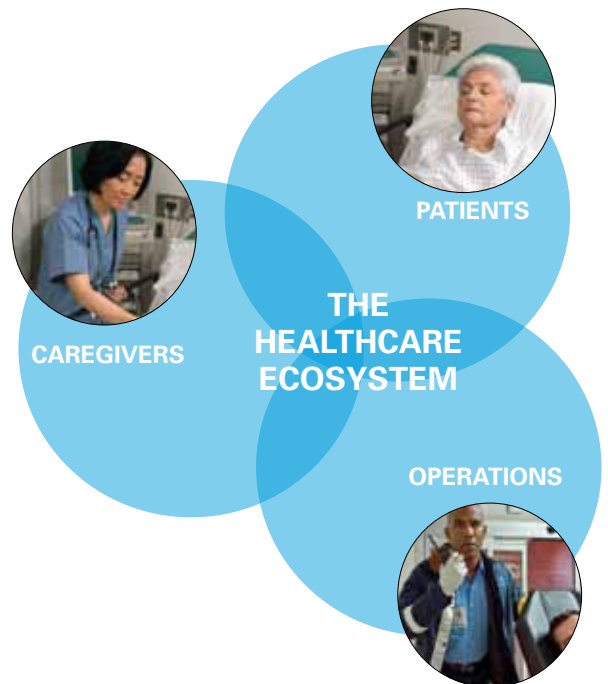 PATIENTS
THE
HEALTHCARE
ECOSYSTEM
CAREGIVERS
OPERATIONS